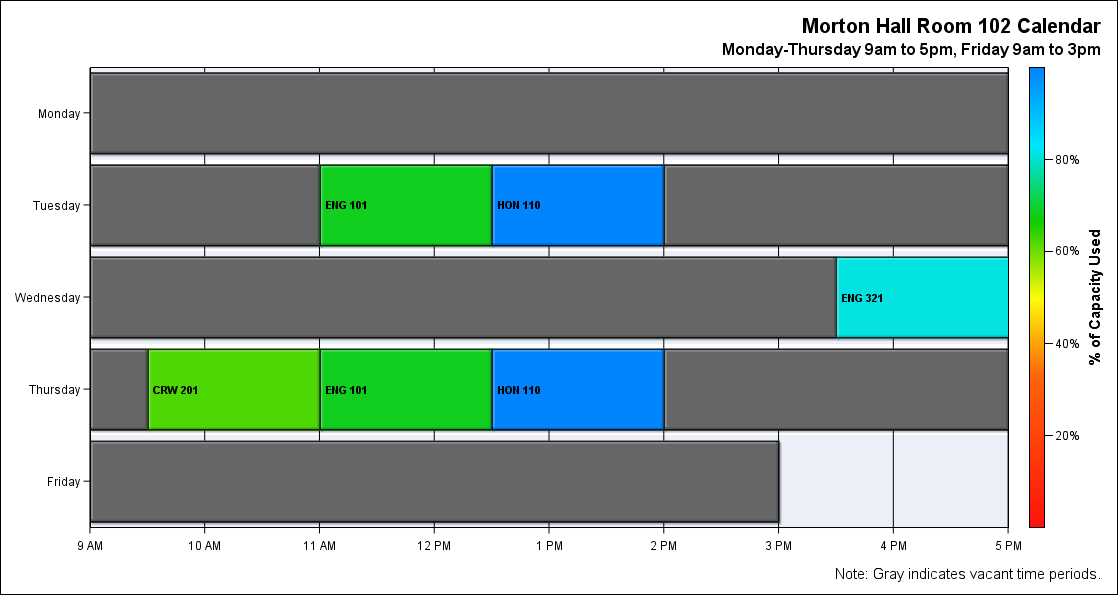 Morton Hall Room 102 Calendar
Monday-Thursday 9am to 5pm, Friday 9am to 3pm
Monday
Tuesday
ENG 101
HON 110
Wednesday
ENG 321
Thursday
CRW 201
ENG 101
HON 110
Friday
9 AM
10 AM
11 AM
12 PM
1 PM
2 PM
3 PM
4 PM
5 PM
80%
60%
40%
20%
% of Capacity Used
Note: Gray indicates vacant time periods.